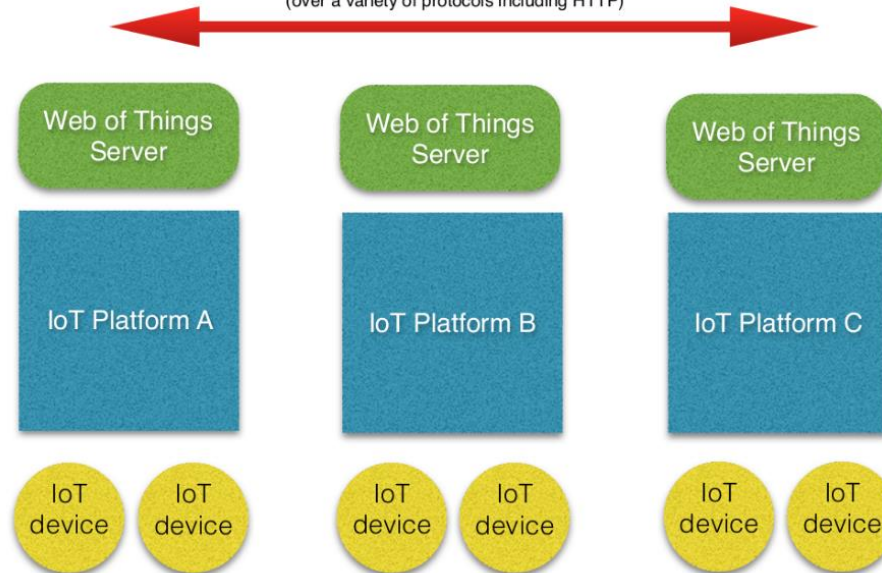 (over a variety of protocols including HTTP)
Web of Things
Server
Web of Things
Server
Web of Things
Server
IoT Platform A
IoT Platform B
IoT Platform C
IoT
device
IoT
device
IoT
device
IoT
device
IoT
device
IoT
device